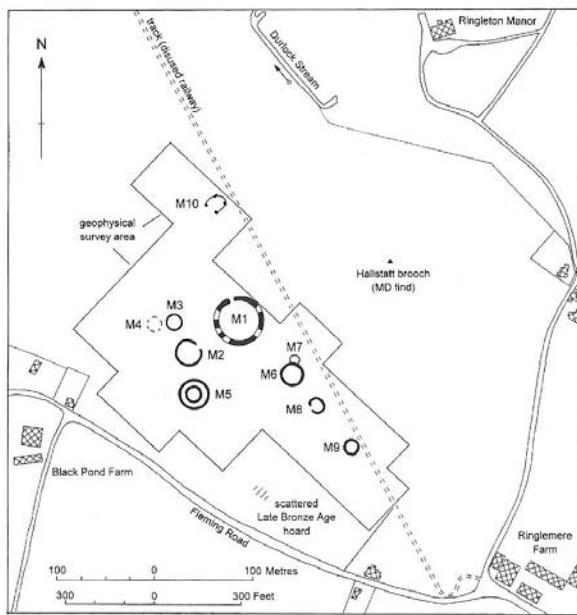 Ringleton Manor
N
track (disused railway)
Durlock Stream
M10
geophysical
survey area
Hallstatt brooch
(MD find)
M3
M4
M1
M2
M7
M6
M5
M8
M9
Black Pond Farm
scattered
Late Bronze Age
hoard
Fleming Road
Ringlemere
Farm
100 0 100 Metres
300 0 300 Feet